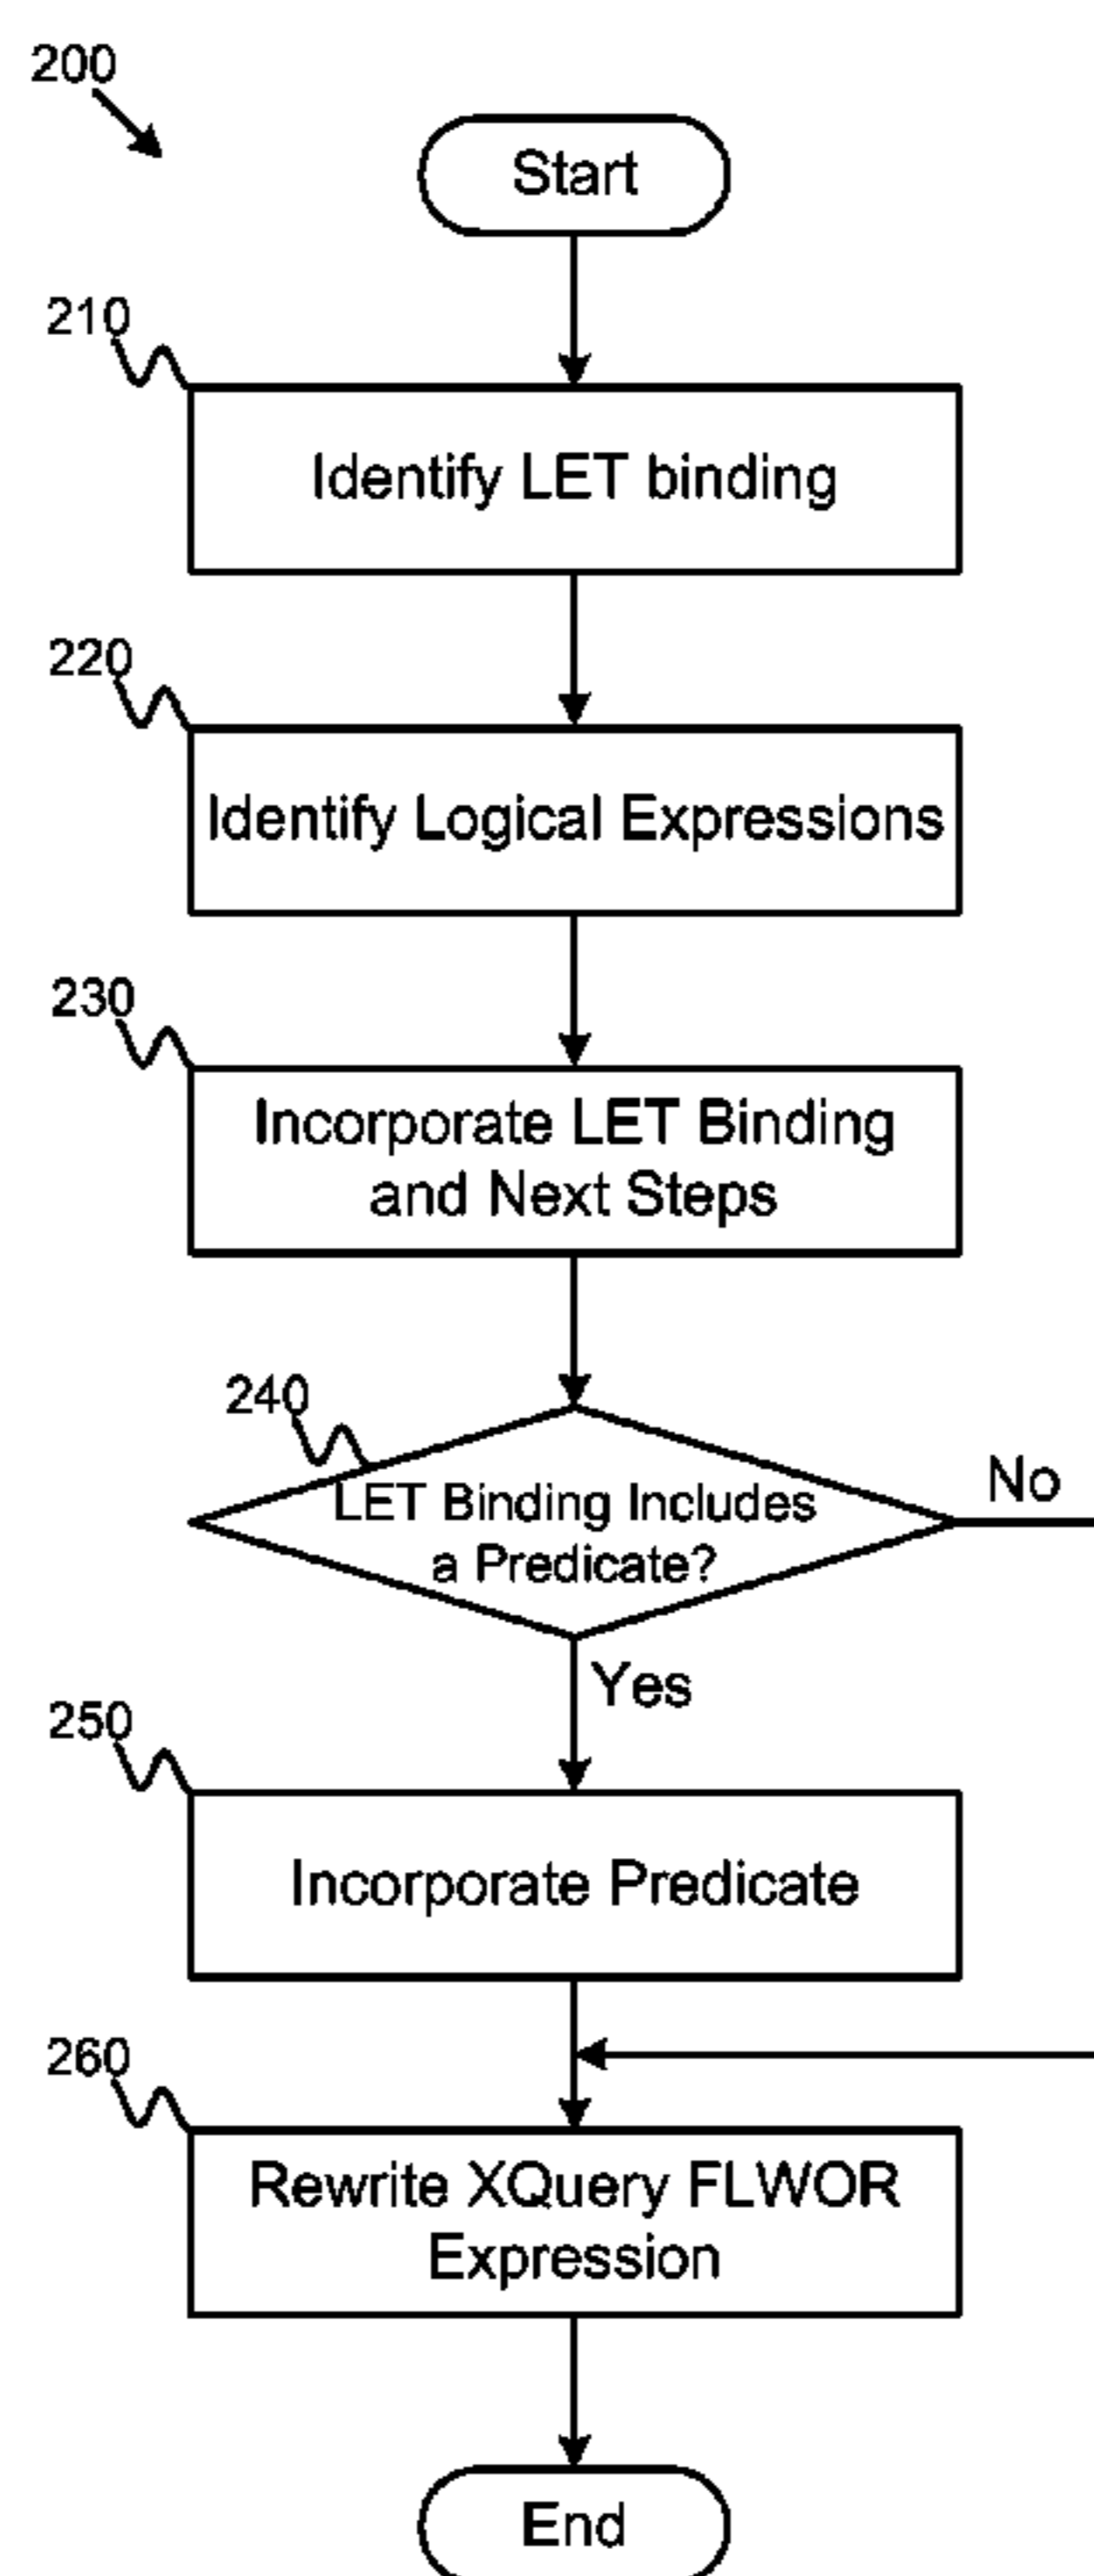 200
Start
210
Identify LET binding
220
Identify Logical Expressions
230
Incorporate LET Binding
and Next Steps
240
LET Binding Includes
a Predicate?
No
Yes
250
Incorporate Predicate
260
Rewrite XQuery FLWOR
Expression
End